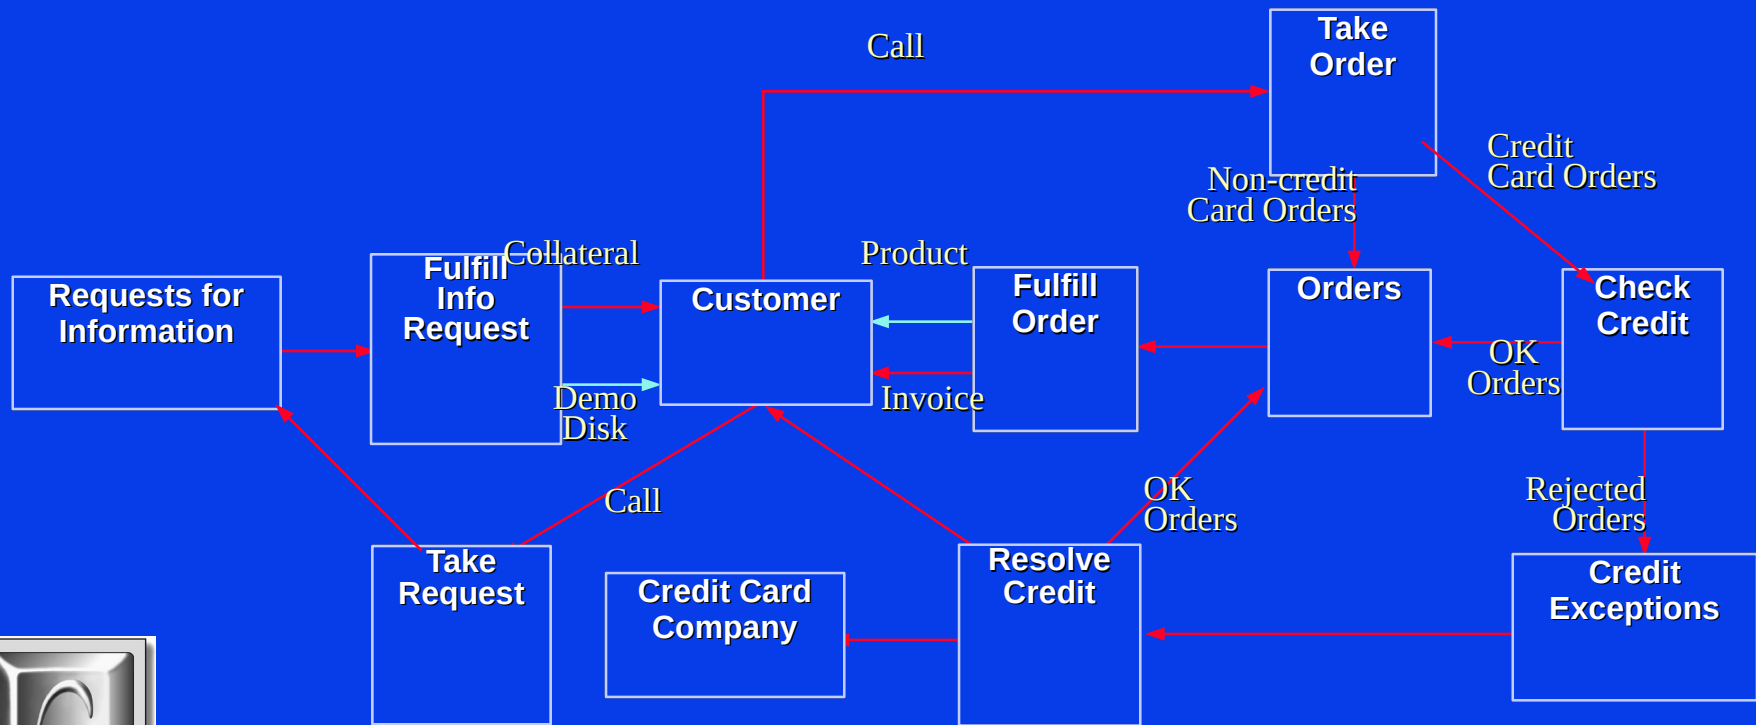 Take
Order
Call
Credit
Card Orders
Non-credit
Card Orders
Collateral
Product
Requests for
Information
Fulfill
Info
Request
Customer
Fulfill
Order
Orders
Check
Credit
OK
Orders
Demo
Disk
Invoice
Call
OK
Orders
Rejected
Orders
Take
Request
Credit Card
Company
Resolve
Credit
Credit
Exceptions